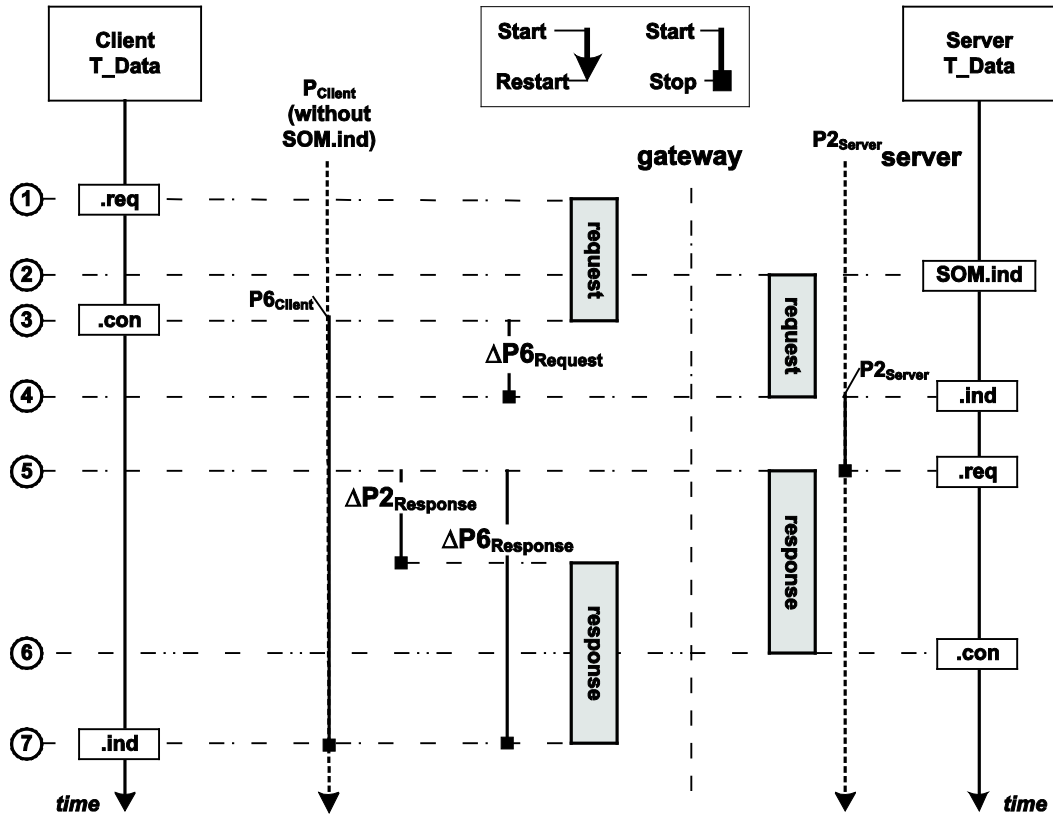 Client
T_Data
Start
Restart
Start
Stop
Server
T_Data
PClient
(without
SOM.ind)
gateway
P2Server
server
1
.req
request
2
SOM.ind
request
P6Client
3
.con
ΔP6Request
P2Server
4
.ind
5
.req
ΔP2Response
ΔP6Response
response
response
6
.con
7
.ind
time
time